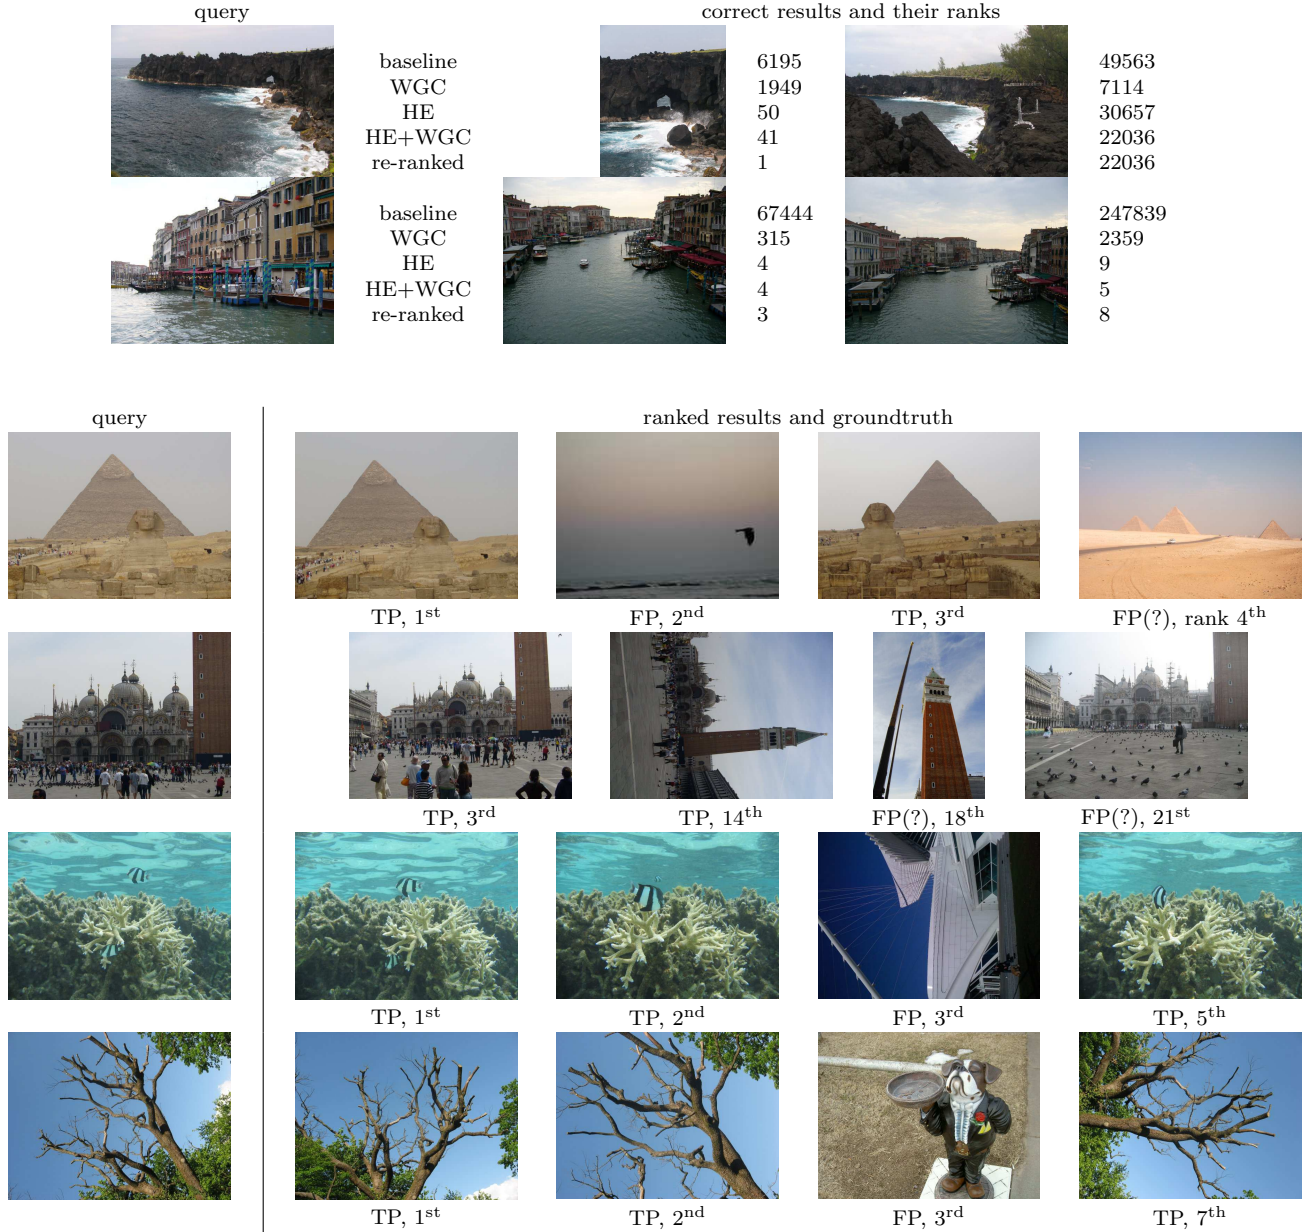 query correct results and their ranks
baseline 6195 49563
WGC 1949 7114
HE 50 30657
HE+WGC 41 22036
re-ranked 1 22036
baseline 67444 247839
WGC 315 2359
HE 4 9
HE+WGC 4 5
re-ranked 3 8
query ranked results and groundtruth
TP, 1st FP, 2nd TP, 3rd FP(?), rank 4th
TP, 3rd TP, 14th FP(?), 18th FP(?), 21st
TP, 1st TP, 2nd FP, 3rd TP, 5th
TP, 1st TP, 2nd FP, 3rd TP, 7th